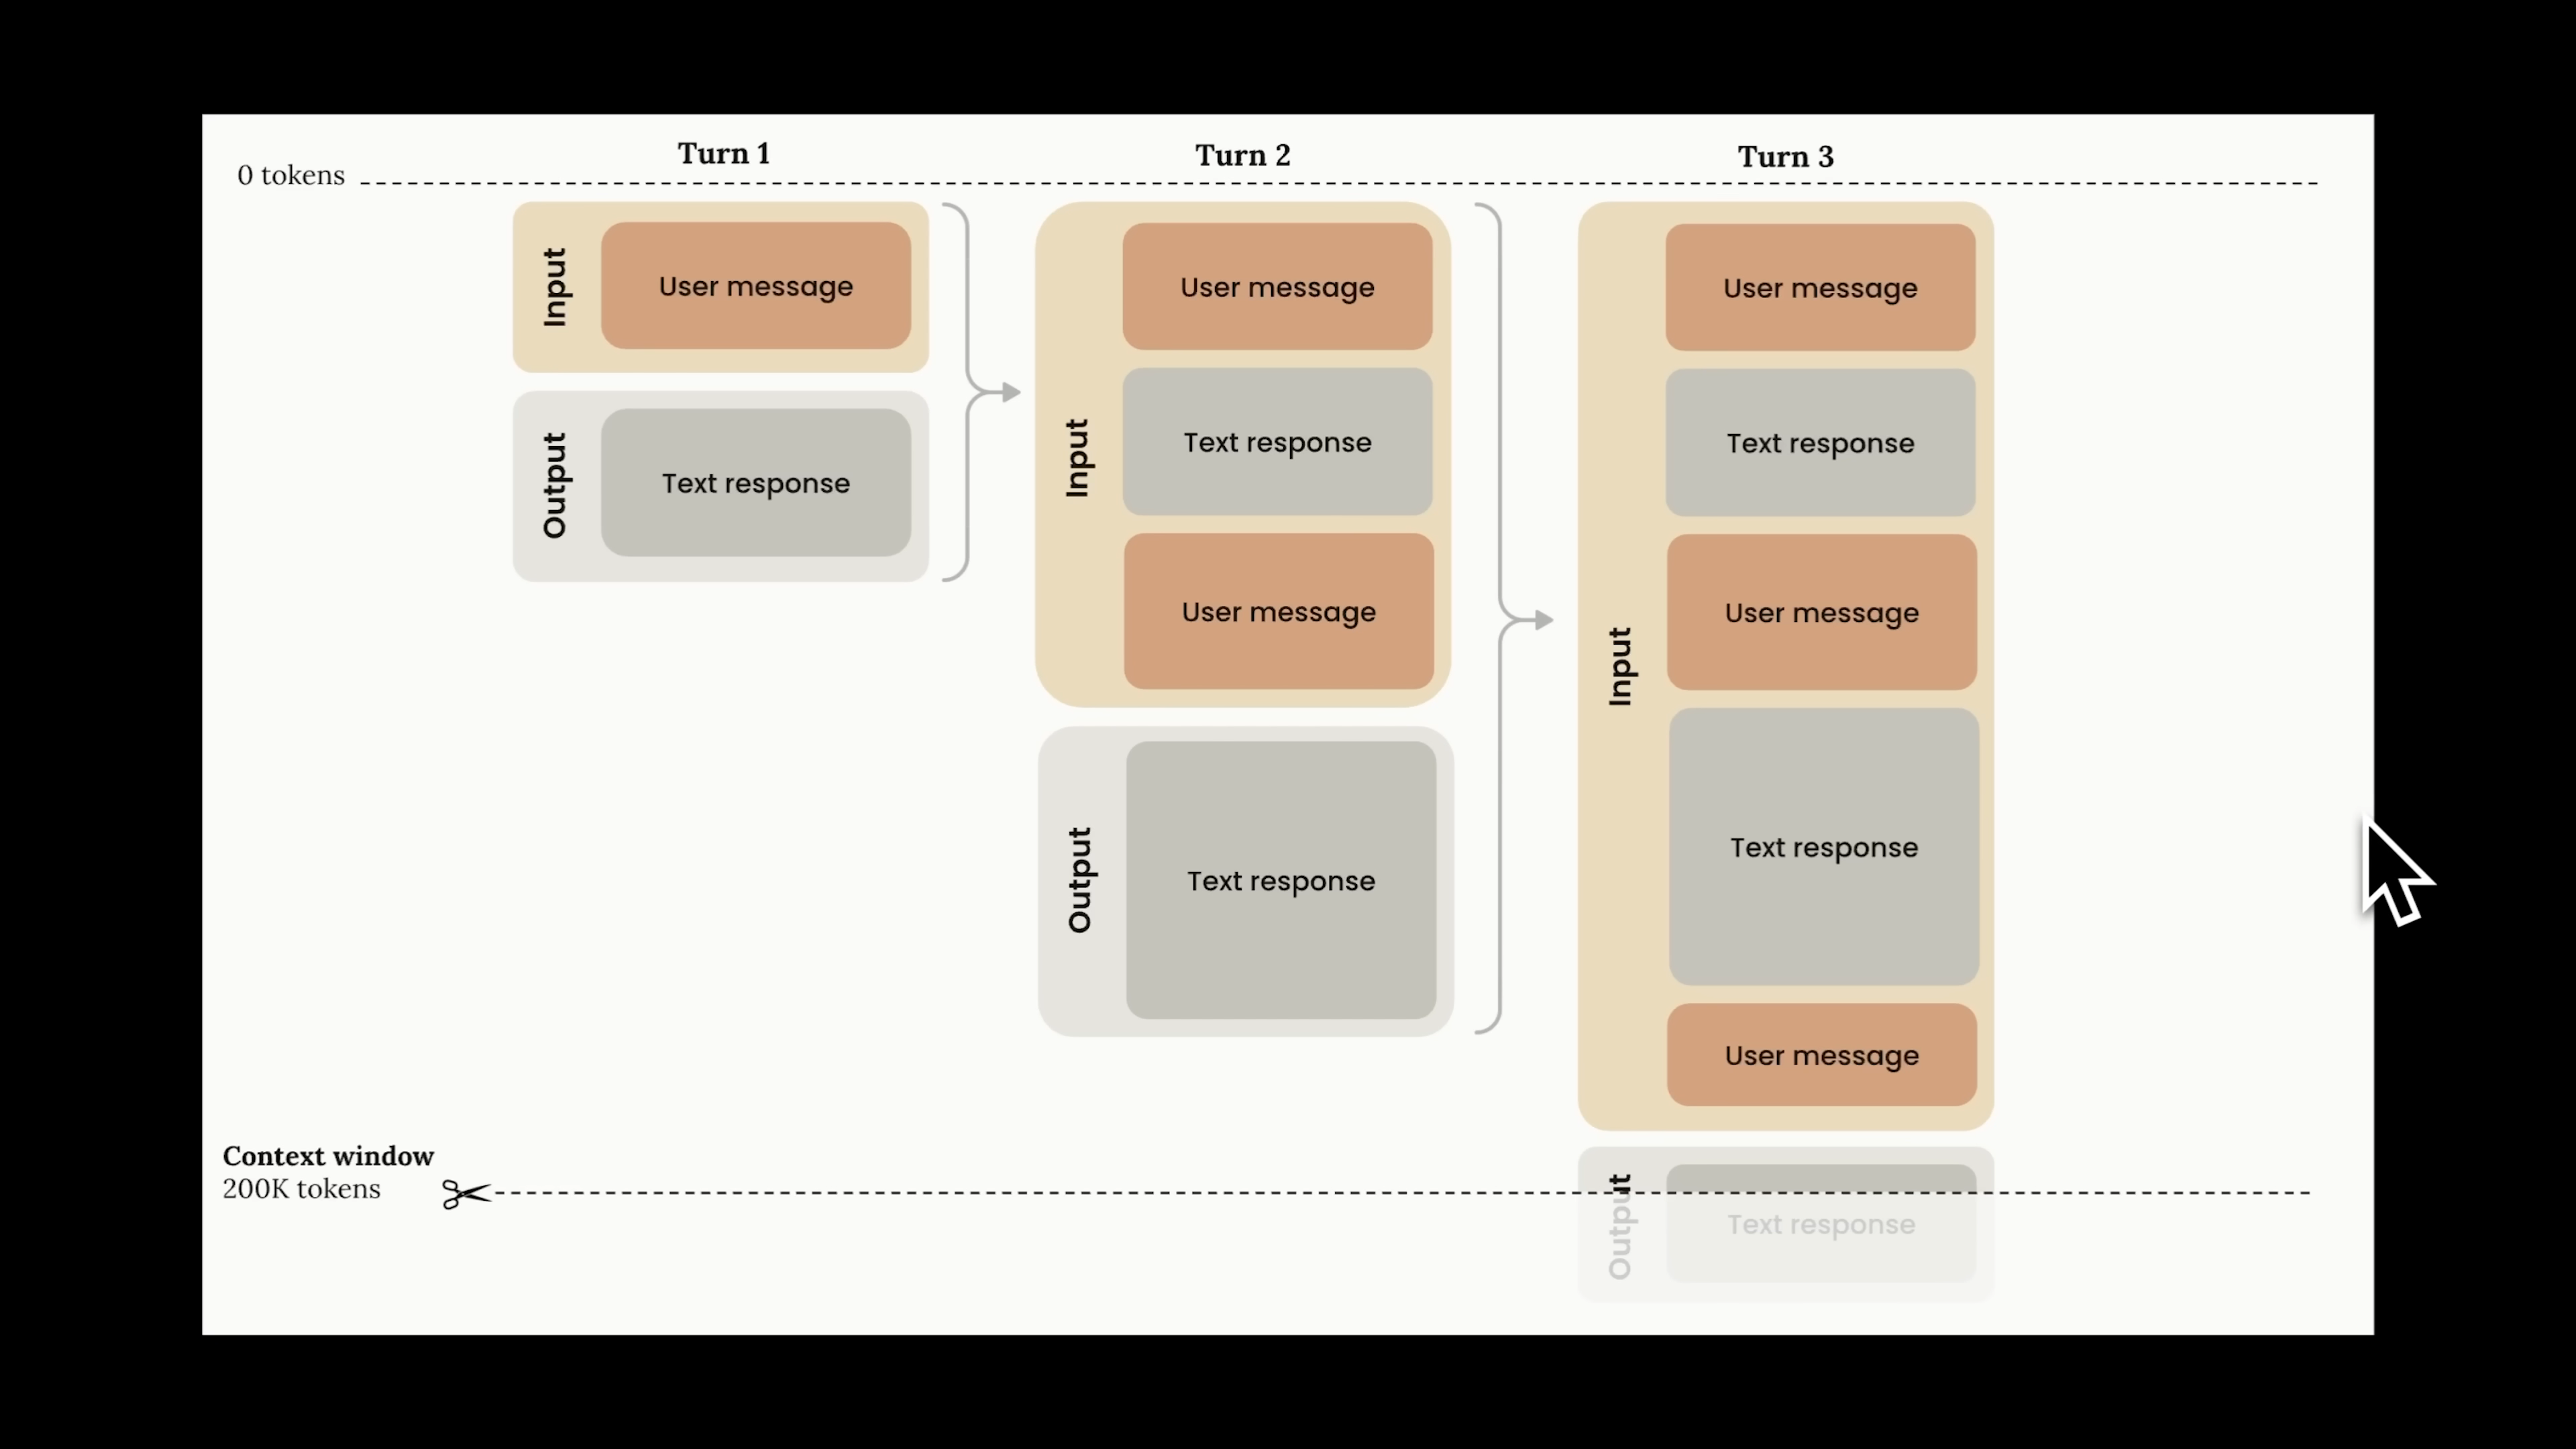 Turn 1
Turn 2
Turn 3
0 tokens
Input
User message
Output
Text response
Input
User message
Text response
User message
Output
Text response
Input
User message
Text response
User message
Text response
User message
Output
Text response
Context window
200K tokens